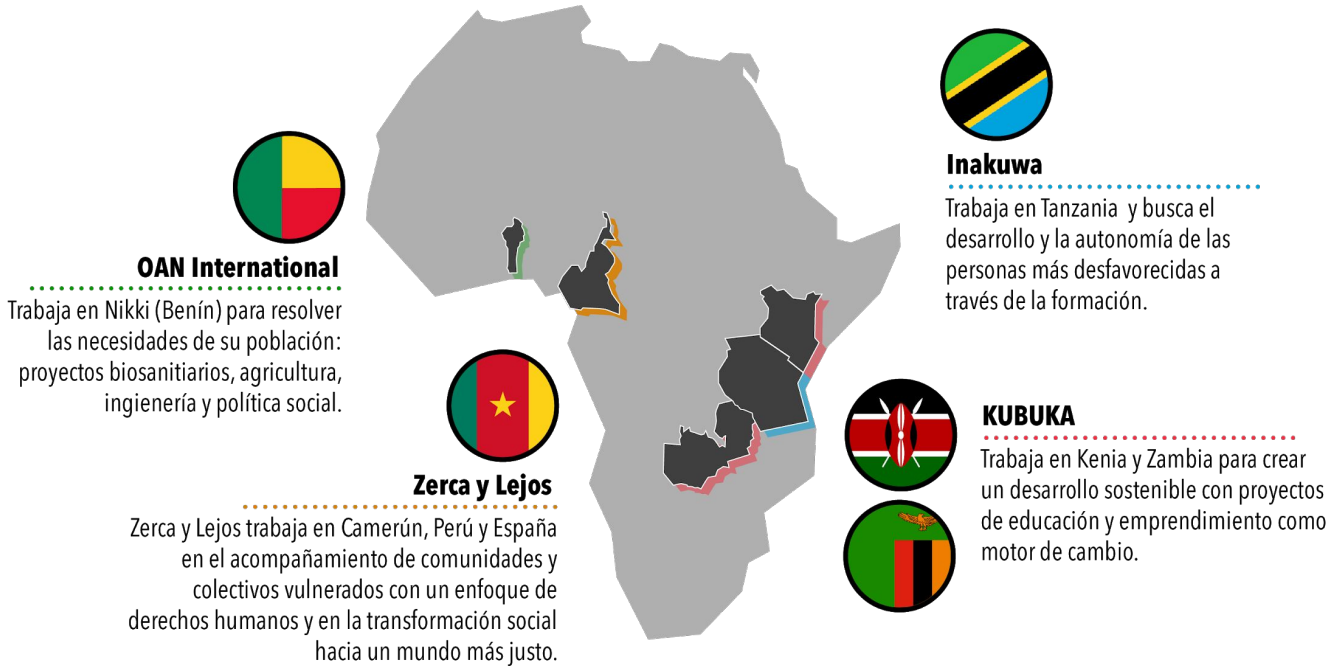 OAN International
Trabaja en Nikki (Benín) para resolver
las necesidades de su población:
proyectos biosanitarios, agricultura,
ingienería y política social.
Zerca y Lejos
Zerca y Lejos trabaja en Camerún, Perú y España
en el acompañamiento de comunidades y
colectivos vulnerados con un enfoque de
derechos humanos y en la transformación social
hacia un mundo más justo.
Inakuwa
Trabaja en Tanzania y busca el
desarrollo y la autonomía de las
personas más desfavorecidas a
través de la formación.
KUBUKA
Trabaja en Kenia y Zambia para crear
un desarrollo sostenible con proyectos
de educación y emprendimiento como
motor de cambio.